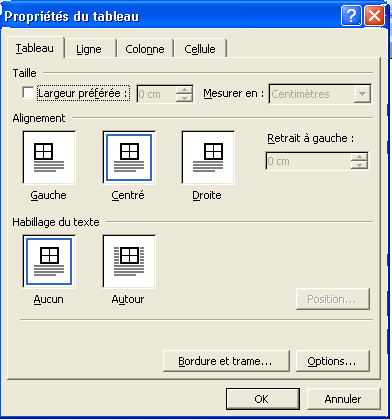 Propriétés du tableau
Tableau Ligne Colonne Cellule
Taille
Largeur préférée : 0 cm Mesurer en : Centimètres
Alignement
Retrait à gauche :
0 cm
Gauche Centré Droite
Habillage du texte
Aucun Autour
Position...
Bordure et trame... Options...
OK Annuler